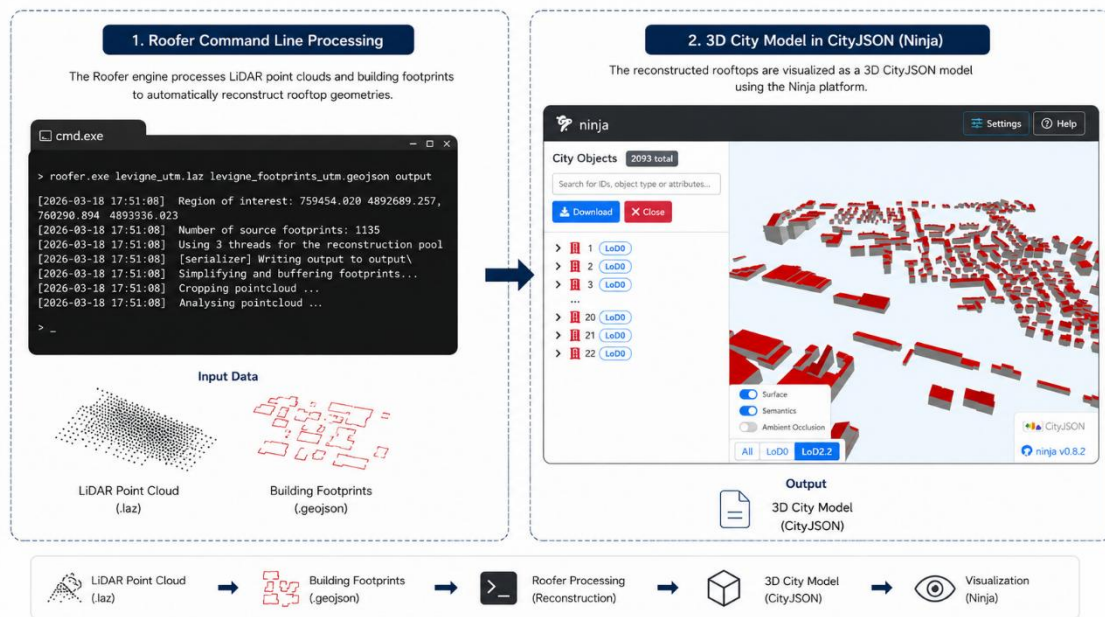 1. Roofer Command Line Processing
The Roofer engine processes LiDAR point clouds and building footprints
to automatically reconstruct rooftop geometries.
cmd.exe
> roofer.exe levigne_utm.laz levigne_footprints_utm.geojson output
[2026-03-18 17:51:08] Region of interest: 759454.020 4892689.257,
760290.894 4893936.023
[2026-03-18 17:51:08] Number of source footprints: 1135
[2026-03-18 17:51:08] Using 3 threads for the reconstruction pool
[2026-03-18 17:51:08] [serializer] Writing output to output\
[2026-03-18 17:51:08] Simplifying and buffering footprints...
[2026-03-18 17:51:08] Cropping pointcloud ...
[2026-03-18 17:51:08] Analysing pointcloud ...
> _
Input Data
LiDAR Point Cloud
(.laz)
Building Footprints
(.geojson)
2. 3D City Model in CityJSON (Ninja)
The reconstructed rooftops are visualized as a 3D CityJSON model
using the Ninja platform.
ninja
Settings
Help
City Objects 2093 total
Search for IDs, object type or attributes...
Download
Close
1 LoD0
2 LoD0
3 LoD0
...
20 LoD0
21 LoD0
22 LoD0
Surface
Semantics
Ambient Occlusion
All LoD0 LoD2.2
CityJSON
ninja v0.8.2
Output
3D City Model
(CityJSON)
LiDAR Point Cloud
(.laz)
Building Footprints
(.geojson)
Roofer Processing
(Reconstruction)
3D City Model
(CityJSON)
Visualization
(Ninja)